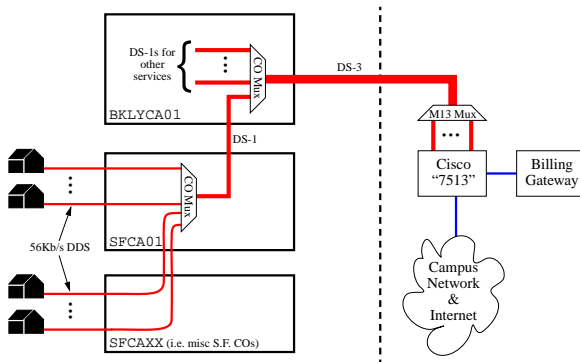 DS-1s for
other
services
CO Mux
BKLYCA01
DS-3
M13 Mux
Cisco
“7513”
Billing
Gateway
DS-1
CO Mux
SFCA01
56Kb/s DDS
Campus
Network
&
Internet
SFCAXX (i.e. misc S.F. COs)